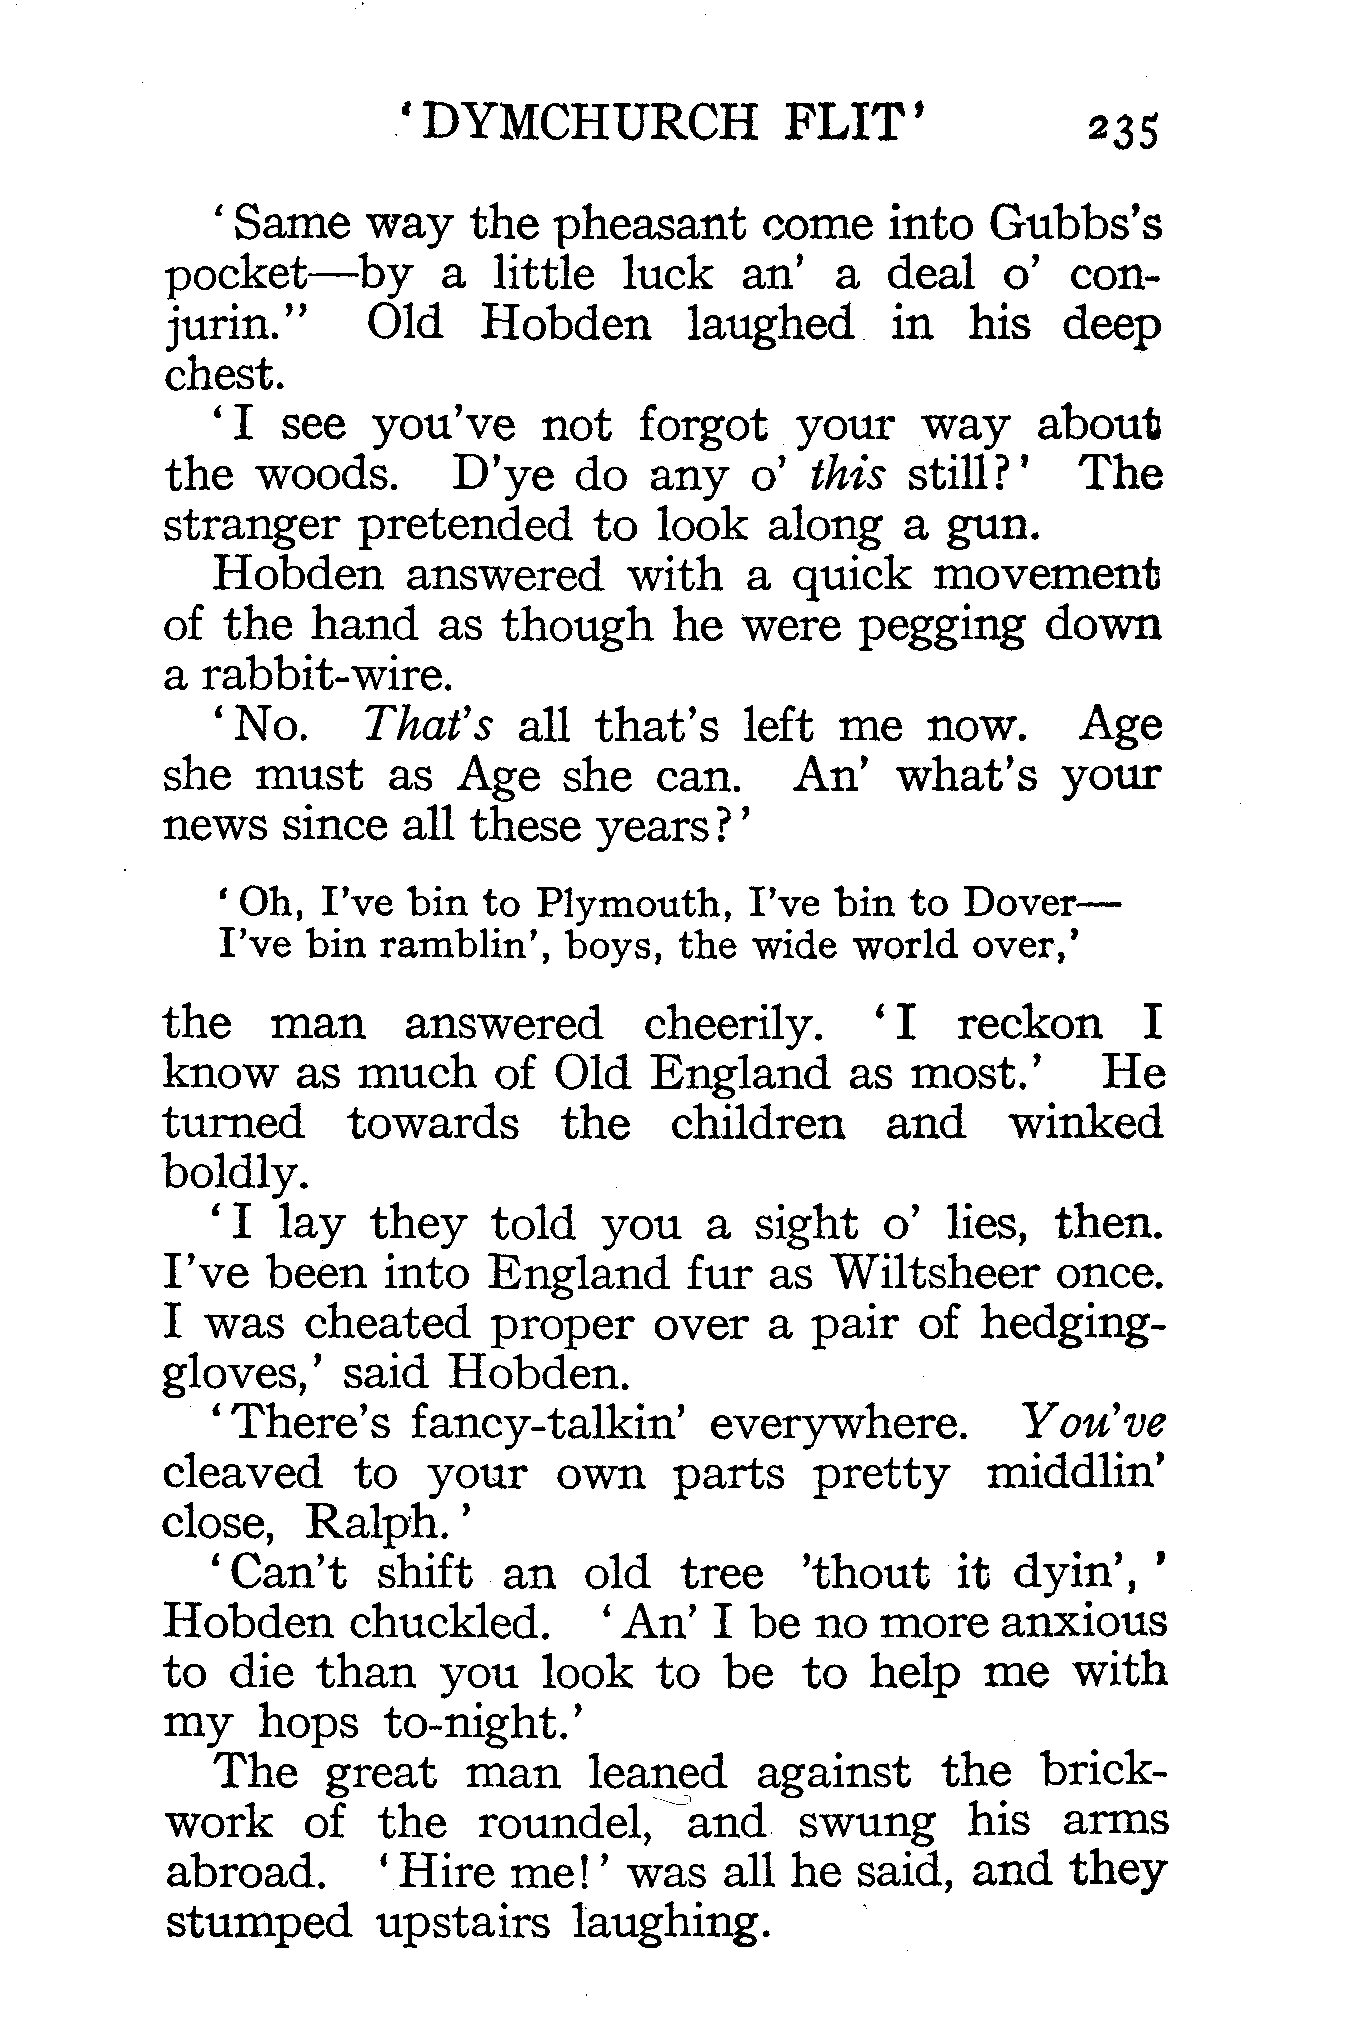 ‘DYMCHURCH FLIT’ 235
‘Same way the pheasant come into Gubbs’s
pocket—by a little luck an’ a deal o’ con-
jurin.” Old Hobden laughed in his deep
chest.
‘I see you’ve not forgot your way about
the woods. D’ye do any o’ this still?’ The
stranger pretended to look along a gun.
Hobden answered with a quick movement
of the hand as though he were pegging down
a rabbit-wire.
‘No. That’s all that’s left me now. Age
she must as Age she can. An’ what’s your
news since all these years?’
‘Oh, I’ve bin to Plymouth, I’ve bin to Dover—
I’ve bin ramblin’, boys, the wide world over,’
the man answered cheerily. ‘I reckon I
know as much of Old England as most.’ He
turned towards the children and winked
boldly.
‘I lay they told you a sight o’ lies, then.
I’ve been into England fur as Wiltsheer once.
I was cheated proper over a pair of hedging-
gloves,’ said Hobden.
‘There’s fancy-talkin’ everywhere. You’ve
cleaved to your own parts pretty middlin’
close, Ralph.’
‘Can’t shift an old tree ’thout it dyin’,’
Hobden chuckled. ‘An’ I be no more anxious
to die than you look to be to help me with
my hops to-night.’
The great man leaned against the brick-
work of the roundel, and swung his arms
abroad. ‘Hire me!’ was all he said, and they
stumped upstairs laughing.